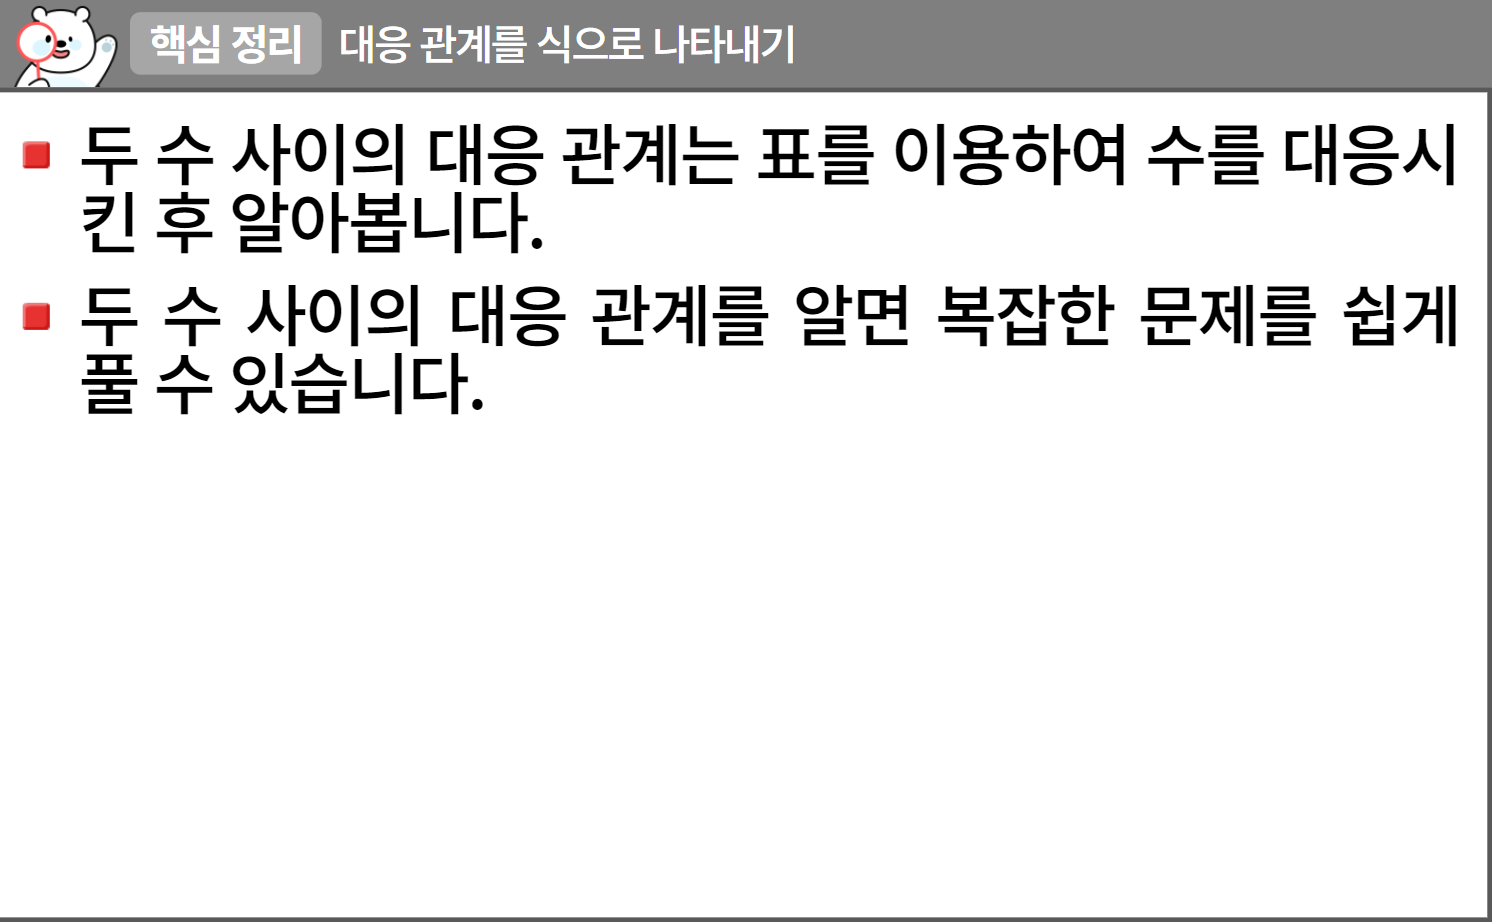 핵심 정리 대응 관계를 식으로 나타내기
두 수 사이의 대응 관계는 표를 이용하여 수를 대응시
킨 후 알아봅니다.
두 수 사이의 대응 관계를 알면 복잡한 문제를 쉽게
풀 수 있습니다.